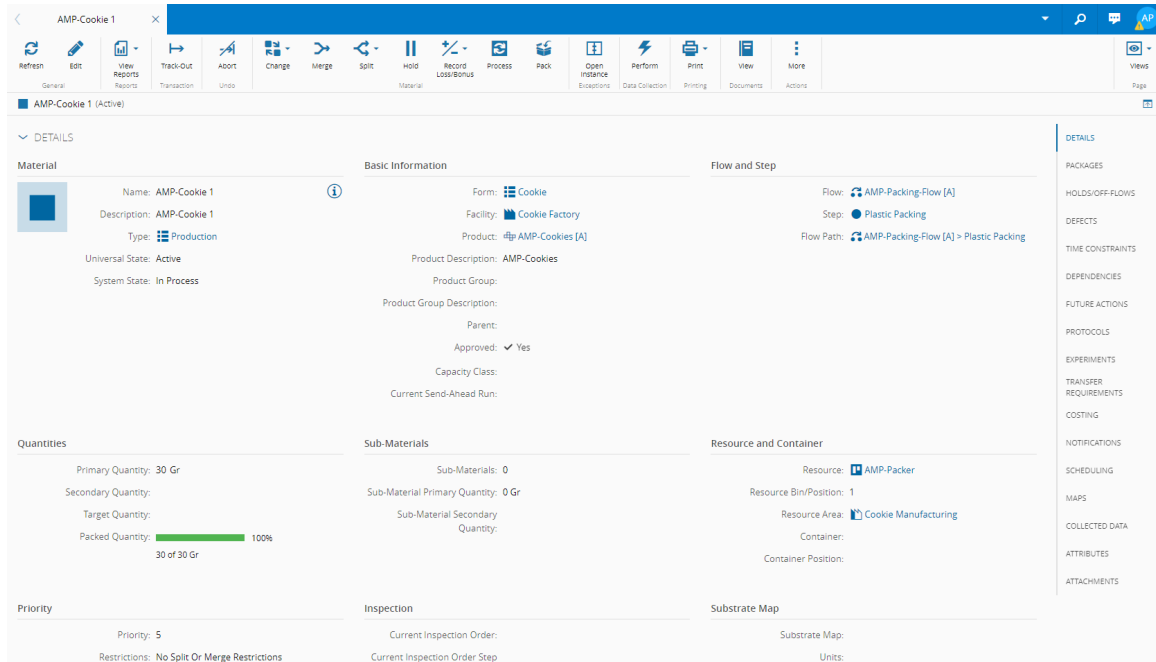 AMP-Cookie 1
AP
Refresh
Edit
View Reports
Track-Out
Abort
Change
Merge
Split
Hold
Record Loss/Bonus
Process
Pack
Open Instance
Perform
Print
View
More
Views
General
Reports
Transaction
Undo
Material
Exceptions
Data Collection
Printing
Documents
Actions
Page
AMP-Cookie 1 (Active)
DETAILS
Material
Name: AMP-Cookie 1
Description: AMP-Cookie 1
Type: Production
Universal State: Active
System State: In Process
Basic Information
Form: Cookie
Facility: Cookie Factory
Product: AMP-Cookies [A]
Product Description: AMP-Cookies
Product Group:
Product Group Description:
Parent:
Approved: Yes
Capacity Class:
Current Send-Ahead Run:
Flow and Step
Flow: AMP-Packing-Flow [A]
Step: Plastic Packing
Flow Path: AMP-Packing-Flow [A] > Plastic Packing
Quantities
Primary Quantity: 30 Gr
Secondary Quantity:
Target Quantity:
Packed Quantity: 100%
30 of 30 Gr
Sub-Materials
Sub-Materials: 0
Sub-Material Primary Quantity: 0 Gr
Sub-Material Secondary
Quantity:
Resource and Container
Resource: AMP-Packer
Resource Bin/Position: 1
Resource Area: Cookie Manufacturing
Container:
Container Position:
Priority
Priority: 5
Restrictions: No Split Or Merge Restrictions
Inspection
Current Inspection Order:
Current Inspection Order Step
Substrate Map
Substrate Map:
Units:
DETAILS
PACKAGES
HOLDS/OFF-FLOWS
DEFECTS
TIME CONSTRAINTS
DEPENDENCIES
FUTURE ACTIONS
PROTOCOLS
EXPERIMENTS
TRANSFER
REQUIREMENTS
COSTING
NOTIFICATIONS
SCHEDULING
MAPS
COLLECTED DATA
ATTRIBUTES
ATTACHMENTS